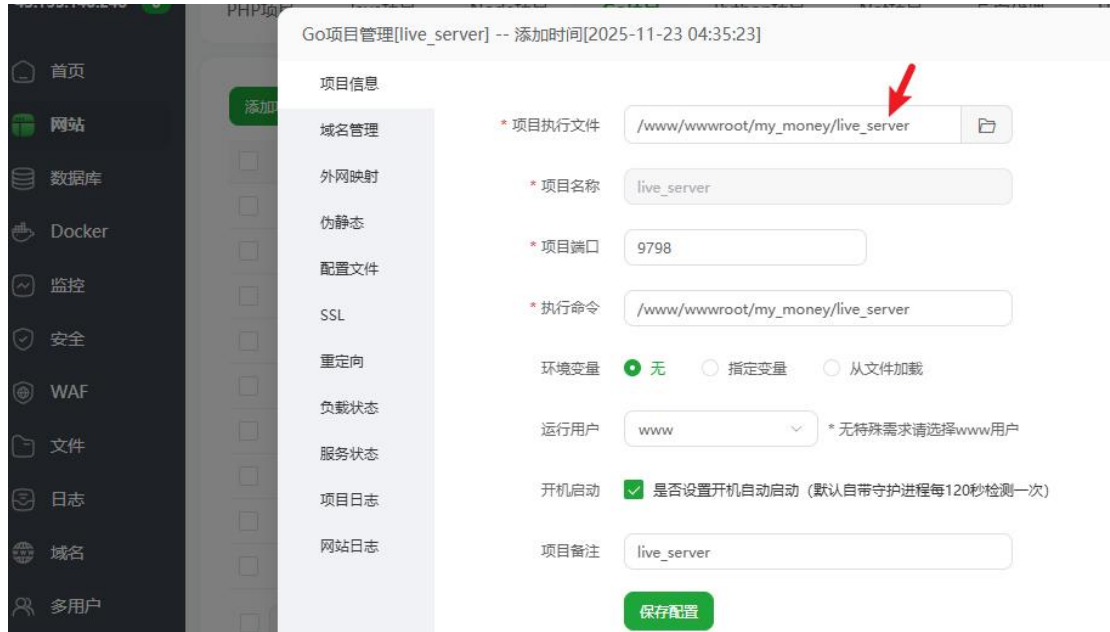 PHP项目
Go项目管理[live_server] -- 添加时间[2025-11-23 04:35:23]
首页
网站
数据库
Docker
监控
安全
WAF
文件
日志
域名
多用户
添加
项目信息
域名管理
外网映射
伪静态
配置文件
SSL
重定向
负载状态
服务状态
项目日志
网站日志
* 项目执行文件 /www/wwwroot/my_money/live_server
* 项目名称 live_server
* 项目端口 9798
* 执行命令 /www/wwwroot/my_money/live_server
环境变量 无 指定变量 从文件加载
运行用户 www * 无特殊需求请选择www用户
开机启动 是否设置开机自动启动（默认自带守护进程每120秒检测一次）
项目备注 live_server
保存配置